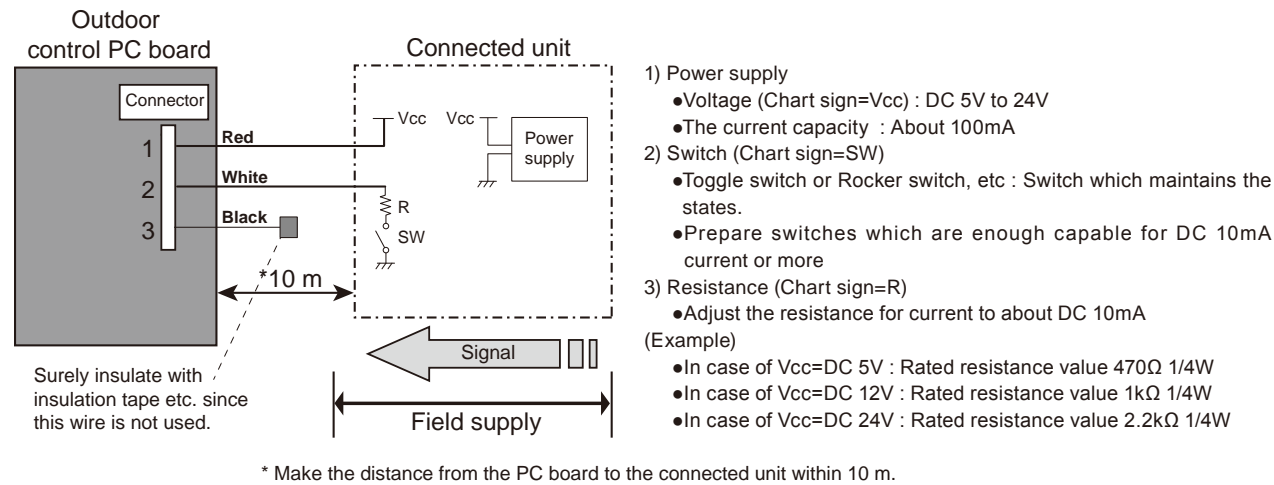 Outdoor
control PC board
Connected unit
Connector
1
2
3
Red
White
Black
Vcc
Vcc
Power
supply
R
SW
*10 m
Signal
Field supply
Surely insulate with
insulation tape etc. since
this wire is not used.
1) Power supply
●Voltage (Chart sign=Vcc) : DC 5V to 24V
●The current capacity : About 100mA
2) Switch (Chart sign=SW)
●Toggle switch or Rocker switch, etc : Switch which maintains the
states.
●Prepare switches which are enough capable for DC 10mA
current or more
3) Resistance (Chart sign=R)
●Adjust the resistance for current to about DC 10mA
(Example)
●In case of Vcc=DC 5V : Rated resistance value 470Ω 1/4W
●In case of Vcc=DC 12V : Rated resistance value 1kΩ 1/4W
●In case of Vcc=DC 24V : Rated resistance value 2.2kΩ 1/4W
* Make the distance from the PC board to the connected unit within 10 m.